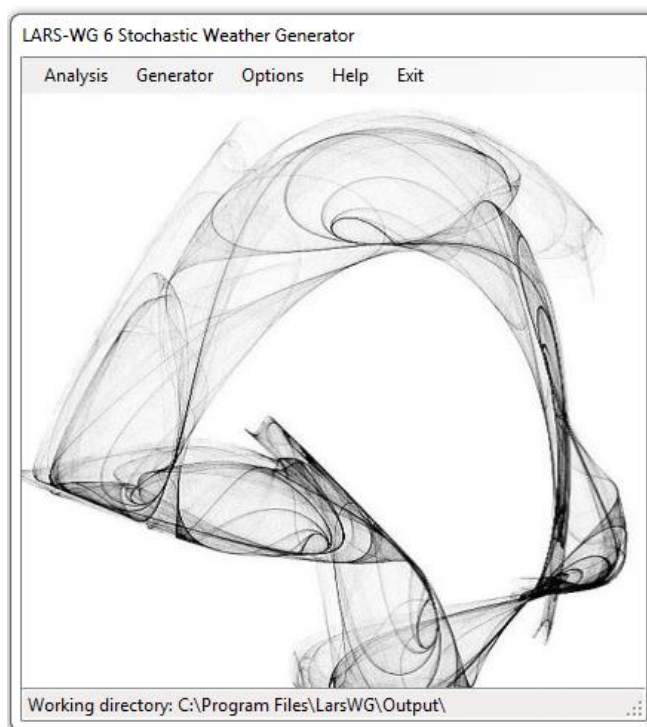 LARS-WG 6 Stochastic Weather Generator
Analysis Generator Options Help Exit
Working directory: C:\Program Files\LarsWG\Output\